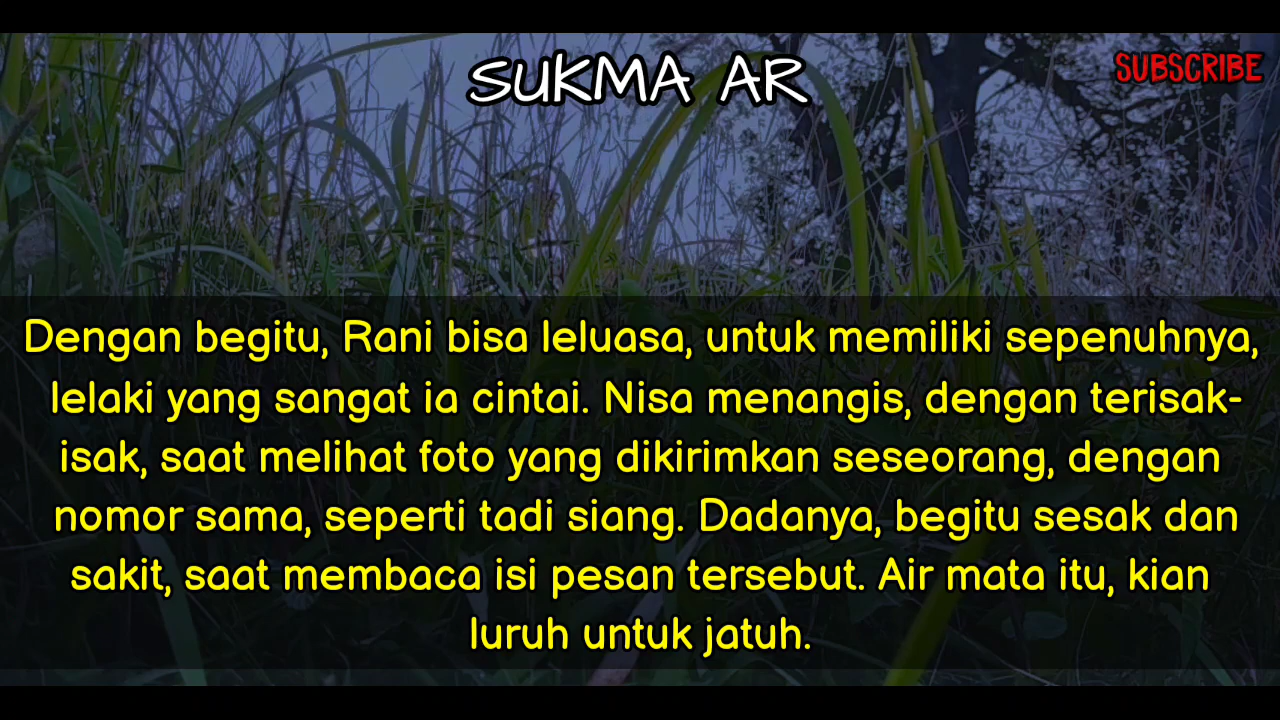 SUKMA AR
SUBSCRIBE
Dengan begitu, Rani bisa leluasa, untuk memiliki sepenuhnya,
lelaki yang sangat ia cintai. Nisa menangis, dengan terisak-
isak, saat melihat foto yang dikirimkan seseorang, dengan
nomor sama, seperti tadi siang. Dadanya, begitu sesak dan
sakit, saat membaca isi pesan tersebut. Air mata itu, kian
luruh untuk jatuh.